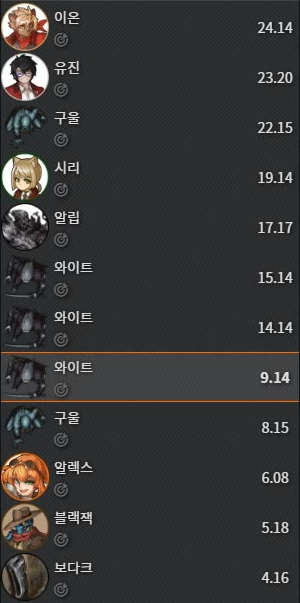 이온
24.14
유진
23.20
구울
22.15
시리
19.14
알립
17.17
와이트
15.14
와이트
14.14
와이트
9.14
구울
8.15
알렉스
6.08
블랙잭
5.18
보다크
4.16